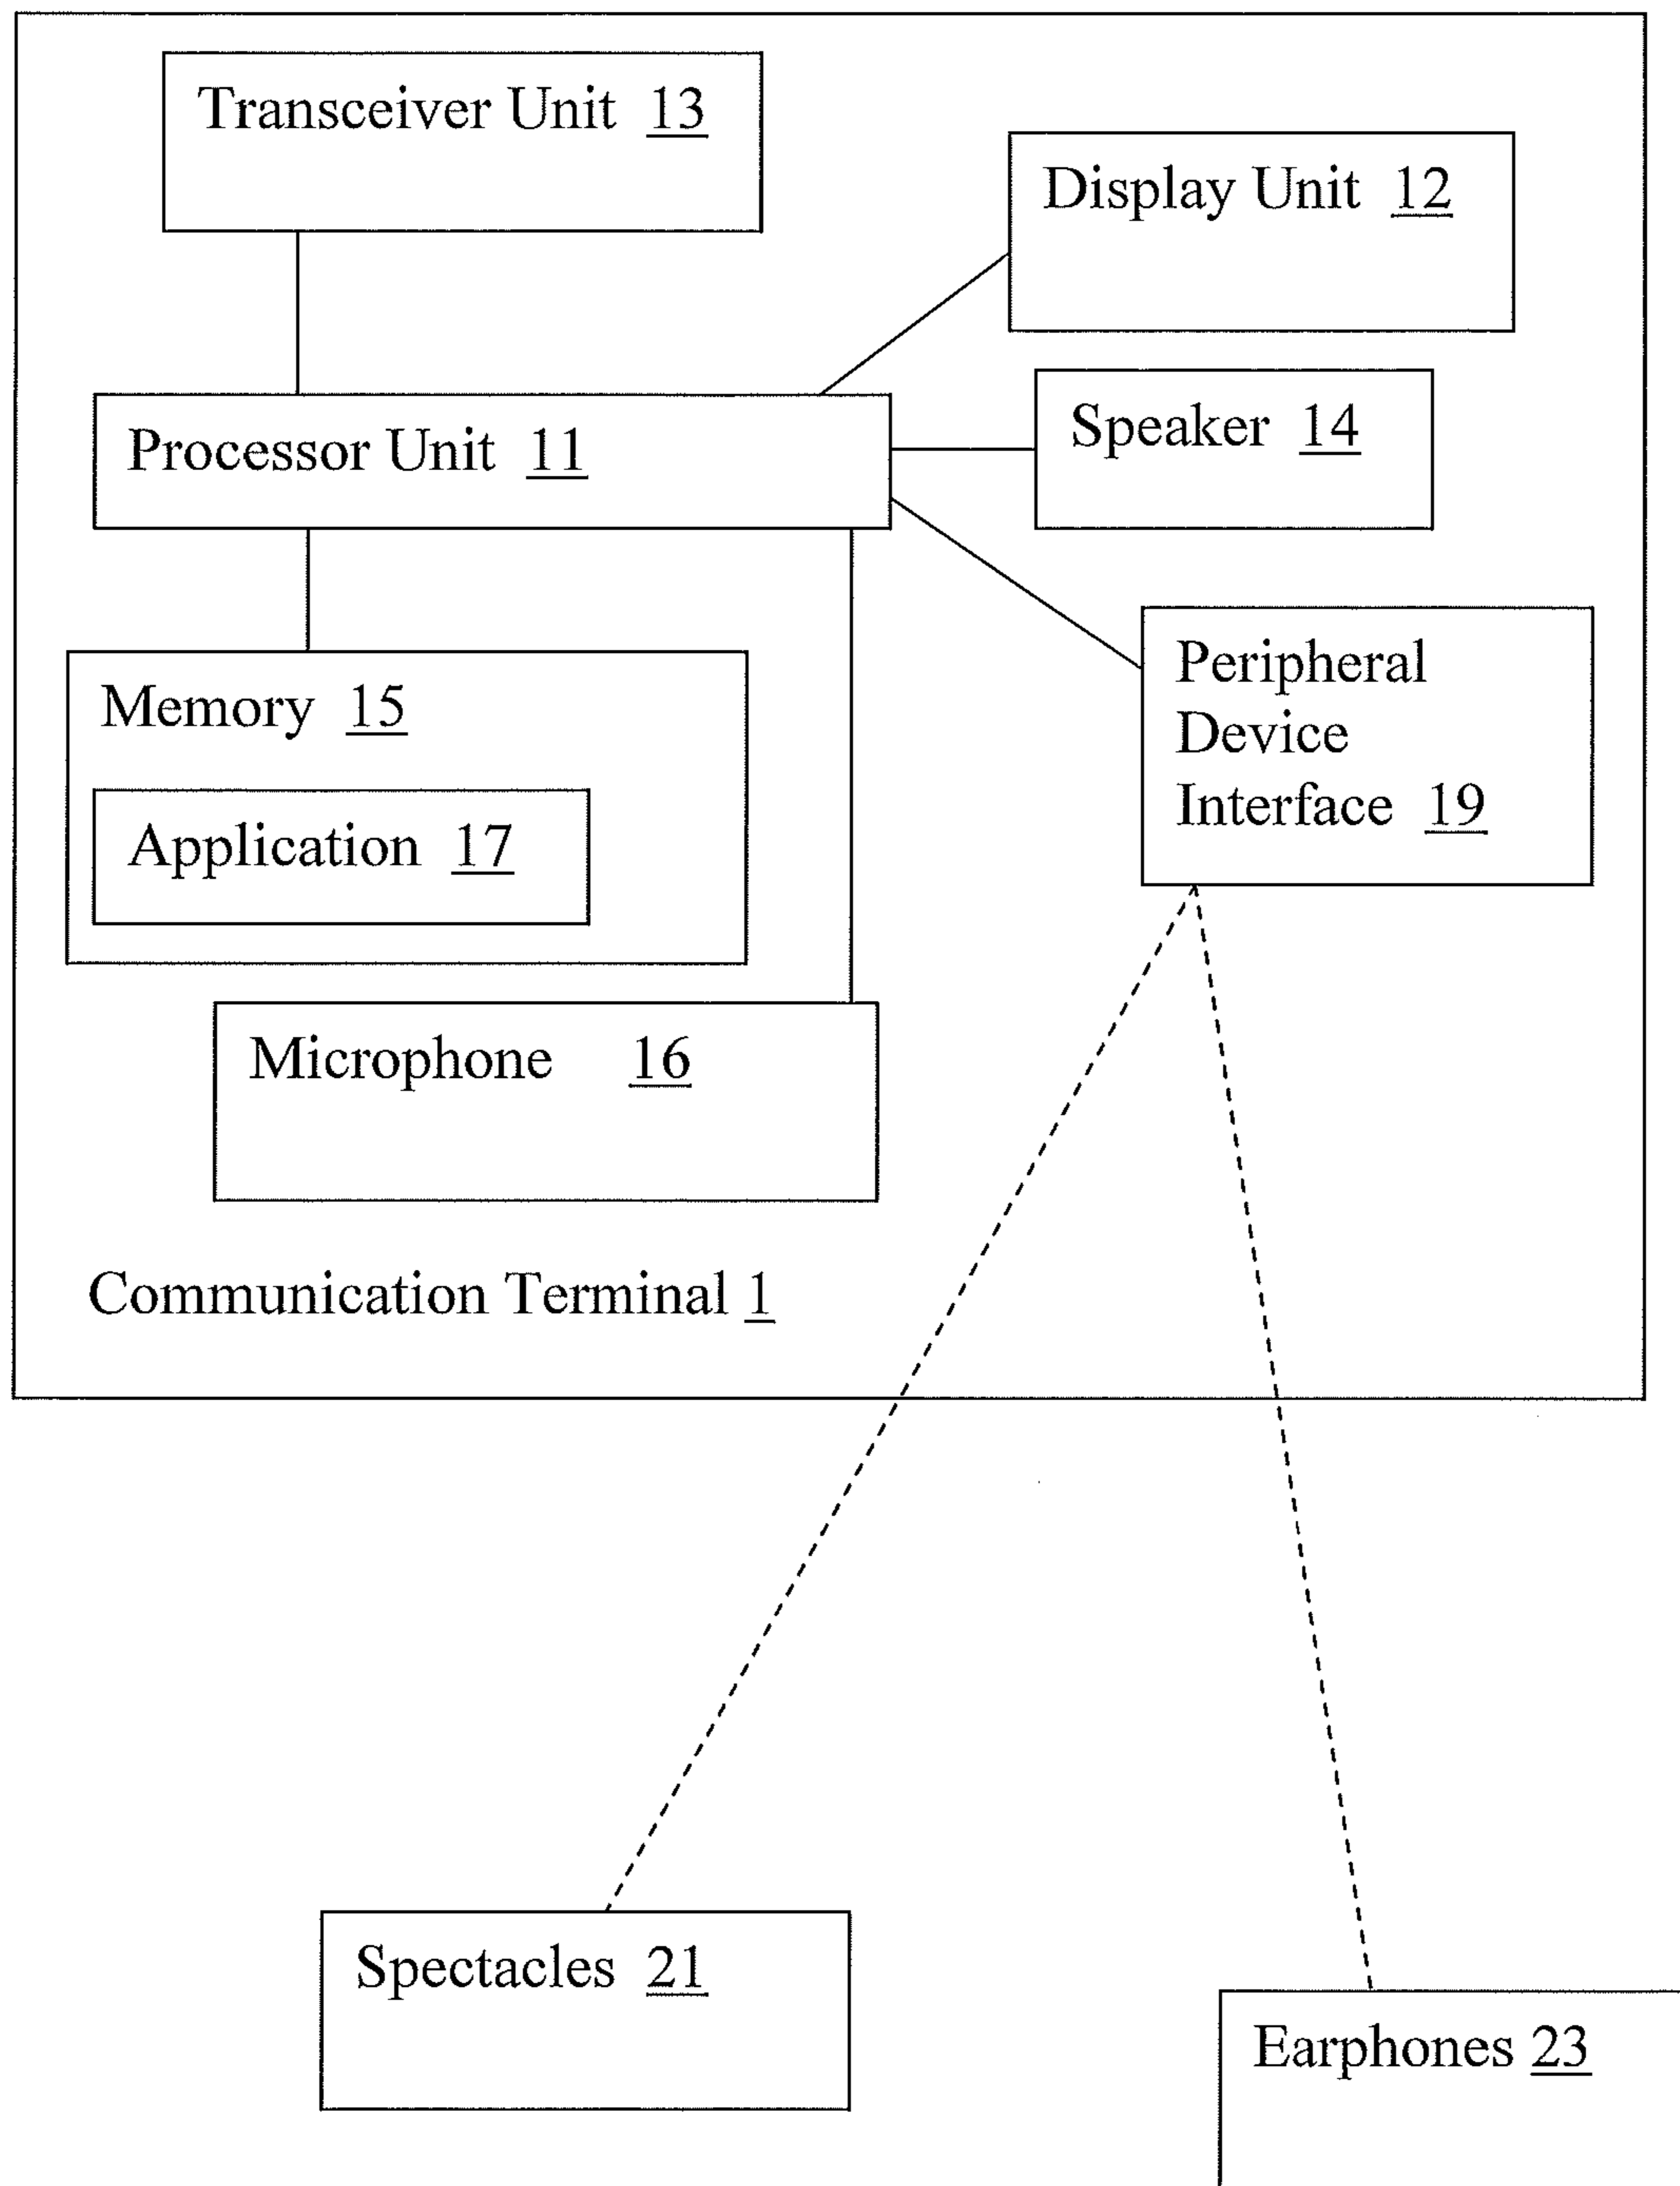 Transceiver Unit 13
Display Unit 12
Processor Unit 11
Speaker 14
Memory 15
Application 17
Peripheral
Device
Interface 19
Microphone 16
Communication Terminal 1
Spectacles 21
Earphones 23